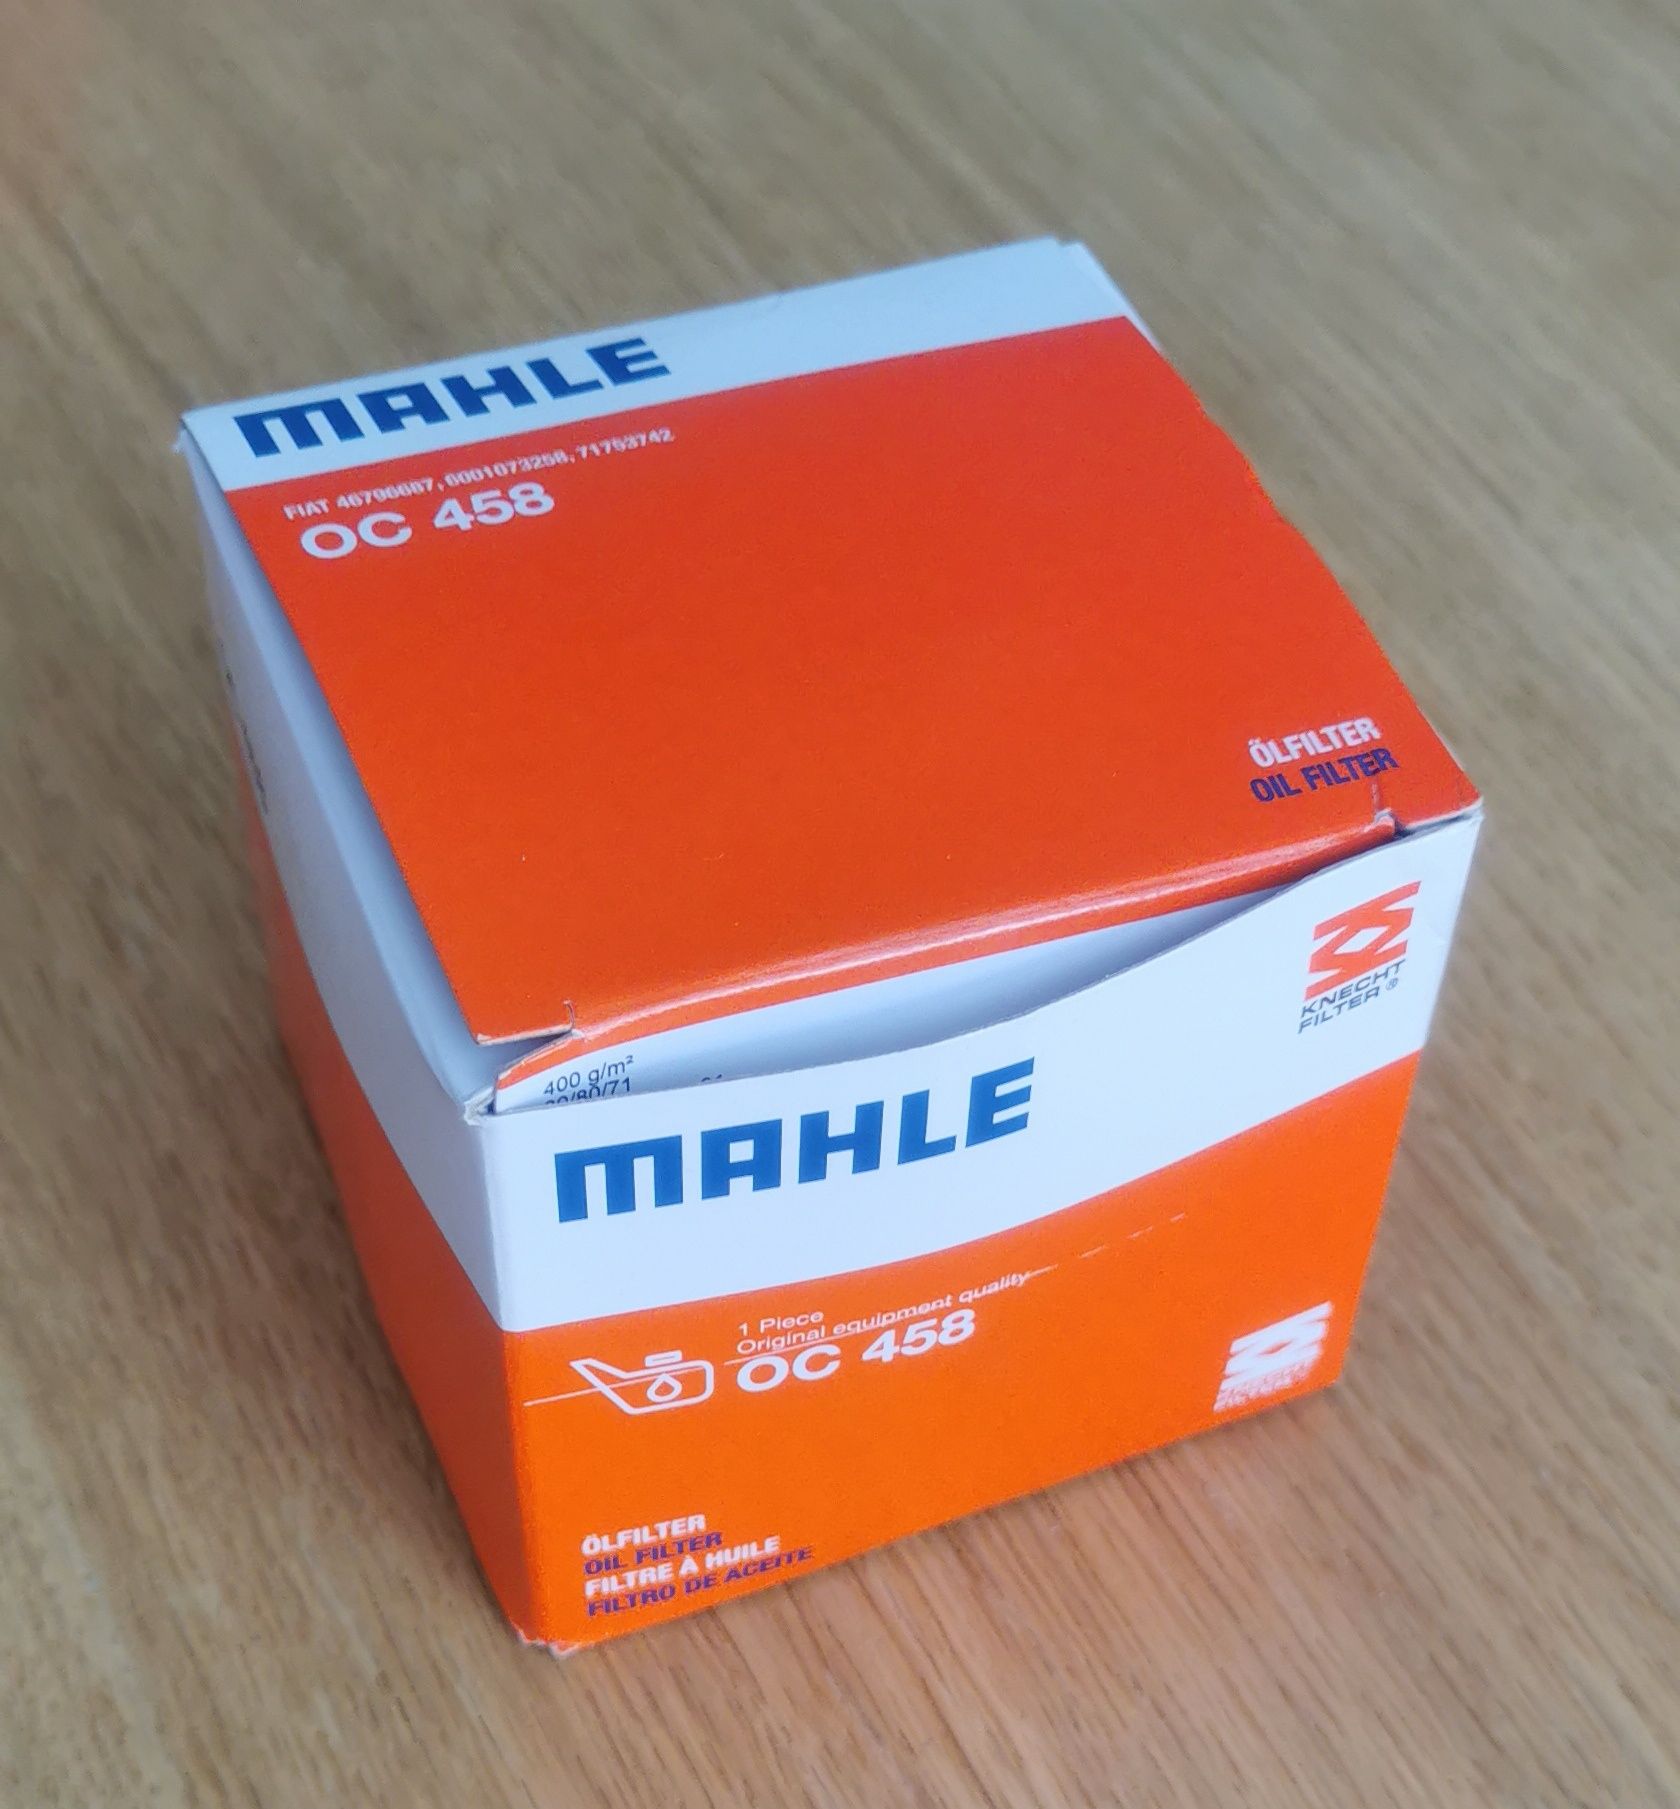 MAHLE
FIAT 46796687, 6001073258, 71753742
OC 458
ÖLFILTER
OIL FILTER
KNECHT
FILTER®
400 g/m²
MAHLE
1 Piece
Original equipment quality
OC 458
ÖLFILTER
OIL FILTER
FILTRE À HUILE
FILTRO DE ACEITE